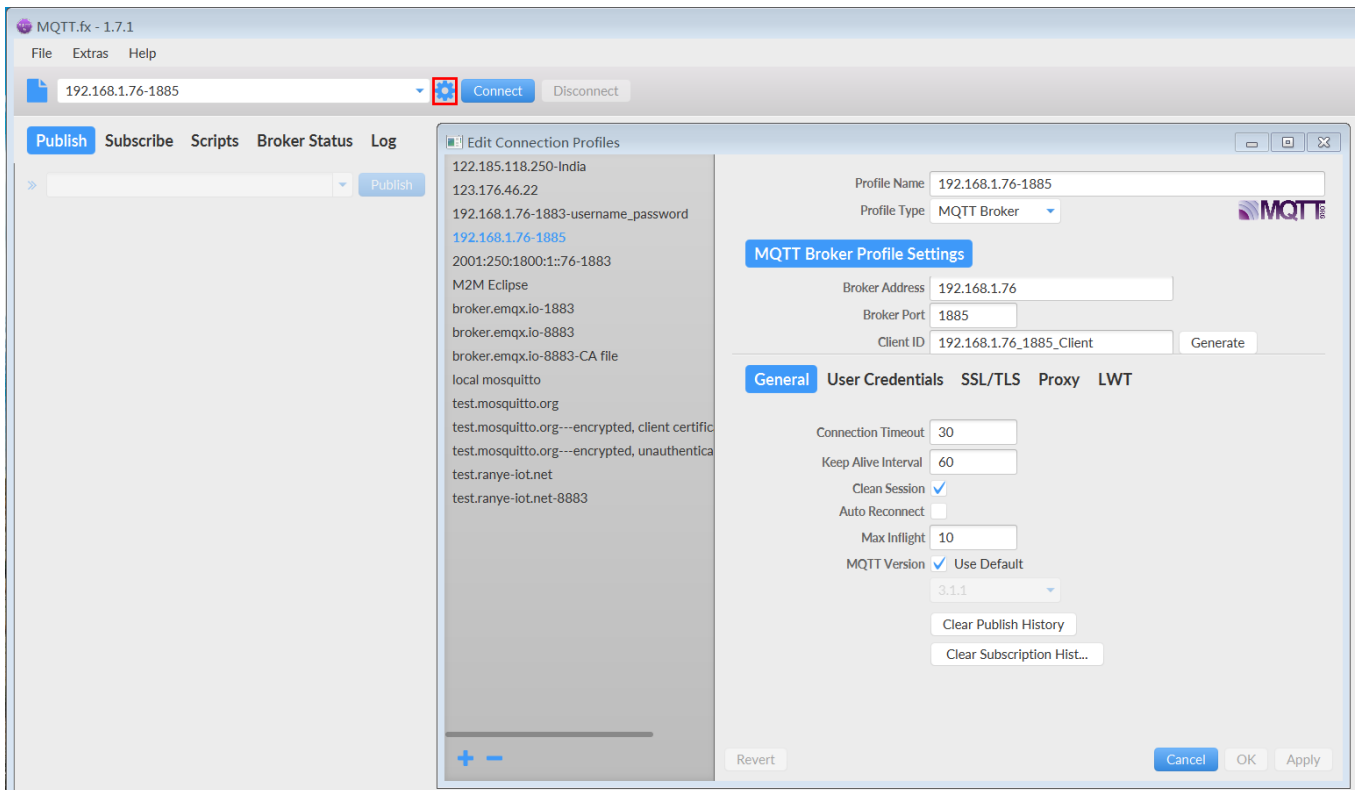 MQTT.fx - 1.7.1
File Extras Help
192.168.1.76-1885
Connect Disconnect
Publish Subscribe Scripts Broker Status Log
» Publish
Edit Connection Profiles
122.185.118.250-India
123.176.46.22
192.168.1.76-1883-username_password
192.168.1.76-1885
2001:250:1800:1::76-1883
M2M Eclipse
broker.emqx.io-1883
broker.emqx.io-8883
broker.emqx.io-8883-CA file
local mosquitto
test.mosquitto.org
test.mosquitto.org---encrypted, client certific
test.mosquitto.org---encrypted, unauthentica
test.ranye-iot.net
test.ranye-iot.net-8883
Profile Name 192.168.1.76-1885
Profile Type MQTT Broker
MQTT
MQTT Broker Profile Settings
Broker Address 192.168.1.76
Broker Port 1885
Client ID 192.168.1.76_1885_Client Generate
General User Credentials SSL/TLS Proxy LWT
Connection Timeout 30
Keep Alive Interval 60
Clean Session
Auto Reconnect
Max Inflight 10
MQTT Version Use Default
3.1.1
Clear Publish History
Clear Subscription Hist...
Revert Cancel OK Apply